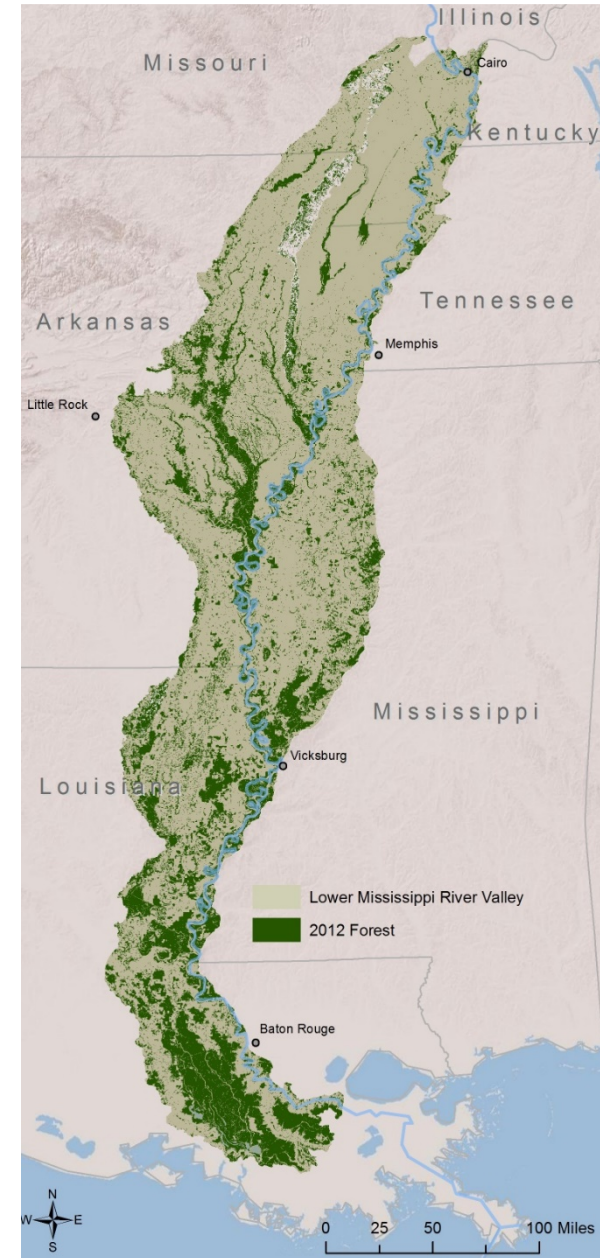 Illinois
Missouri
Cairo
Kentucky
Tennessee
Arkansas
Memphis
Little Rock
Mississippi
Vicksburg
Louisiana
Lower Mississippi River Valley
2012 Forest
Baton Rouge
N
W E
S
0 25 50 100 Miles